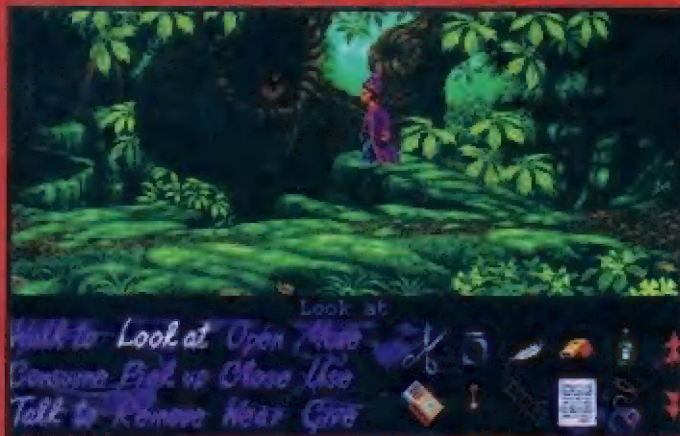 Look at
Walk to Look at Open Move
Consume Pick up Close Use
Talk to Remove Wear Give